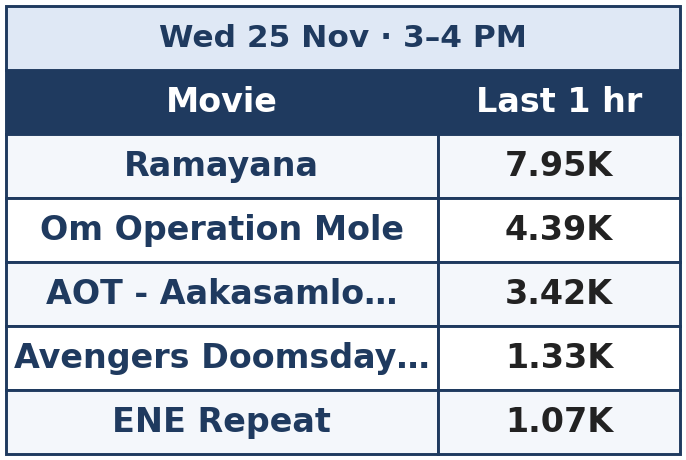 Wed 25 Nov · 3–4 PM
Movie Last 1 hr
Ramayana 7.95K
Om Operation Mole 4.39K
AOT - Aakasamlo... 3.42K
Avengers Doomsday... 1.33K
ENE Repeat 1.07K